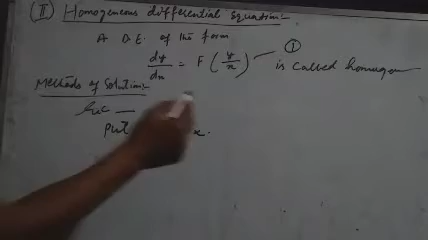 (II) Homogeneous differential Equation:
A D.E. of the form
dy/dx = F(y/x) — ①
is called homogen
Methods of Solution:
Put x.